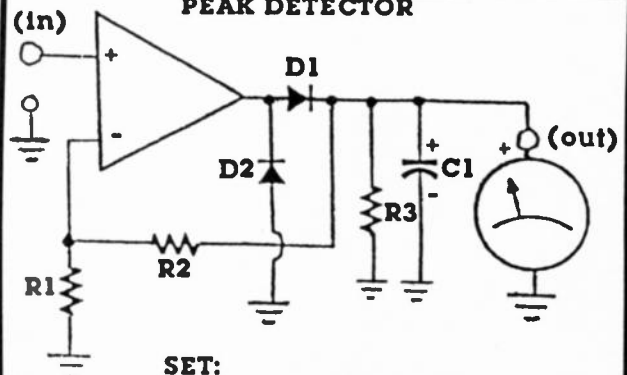 PEAK DETECTOR
(in)
+
D1
-
+
+
(out)
D2
C1
-
R3
R2
R1
SET: